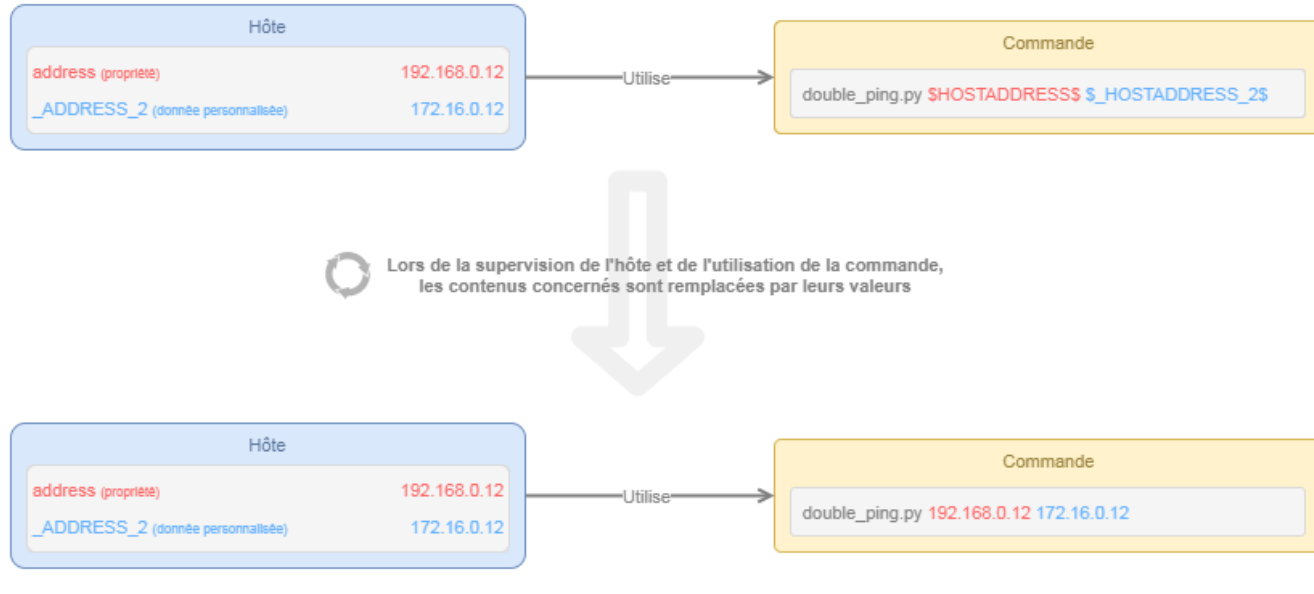 Hôte
address (propriété) 192.168.0.12
_ADDRESS_2 (donnée personnalisée) 172.16.0.12
Utilise
Commande
double_ping.py $HOSTADDRESS$ $_HOSTADDRESS_2$
Lors de la supervision de l'hôte et de l'utilisation de la commande,
les contenus concernés sont remplacées par leurs valeurs
Hôte
address (propriété) 192.168.0.12
_ADDRESS_2 (donnée personnalisée) 172.16.0.12
Utilise
Commande
double_ping.py 192.168.0.12 172.16.0.12